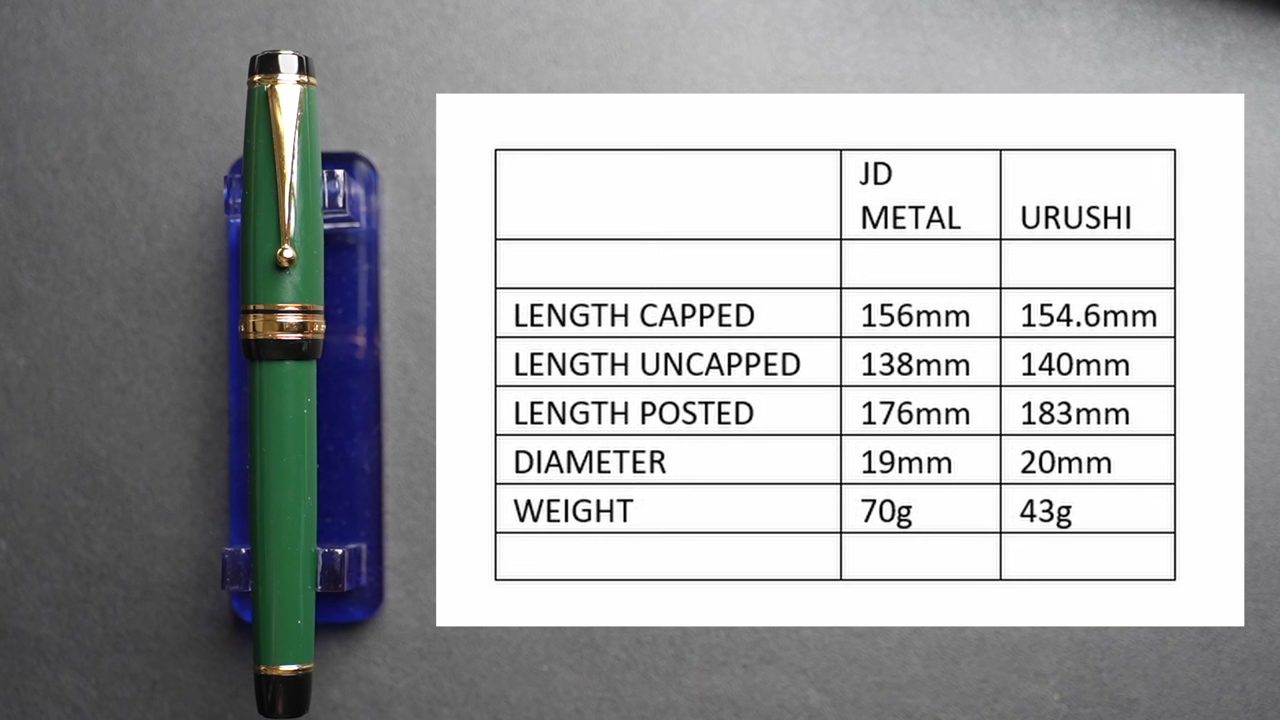 JD METAL URUSHI
LENGTH CAPPED 156mm 154.6mm
LENGTH UNCAPPED 138mm 140mm
LENGTH POSTED 176mm 183mm
DIAMETER 19mm 20mm
WEIGHT 70g 43g